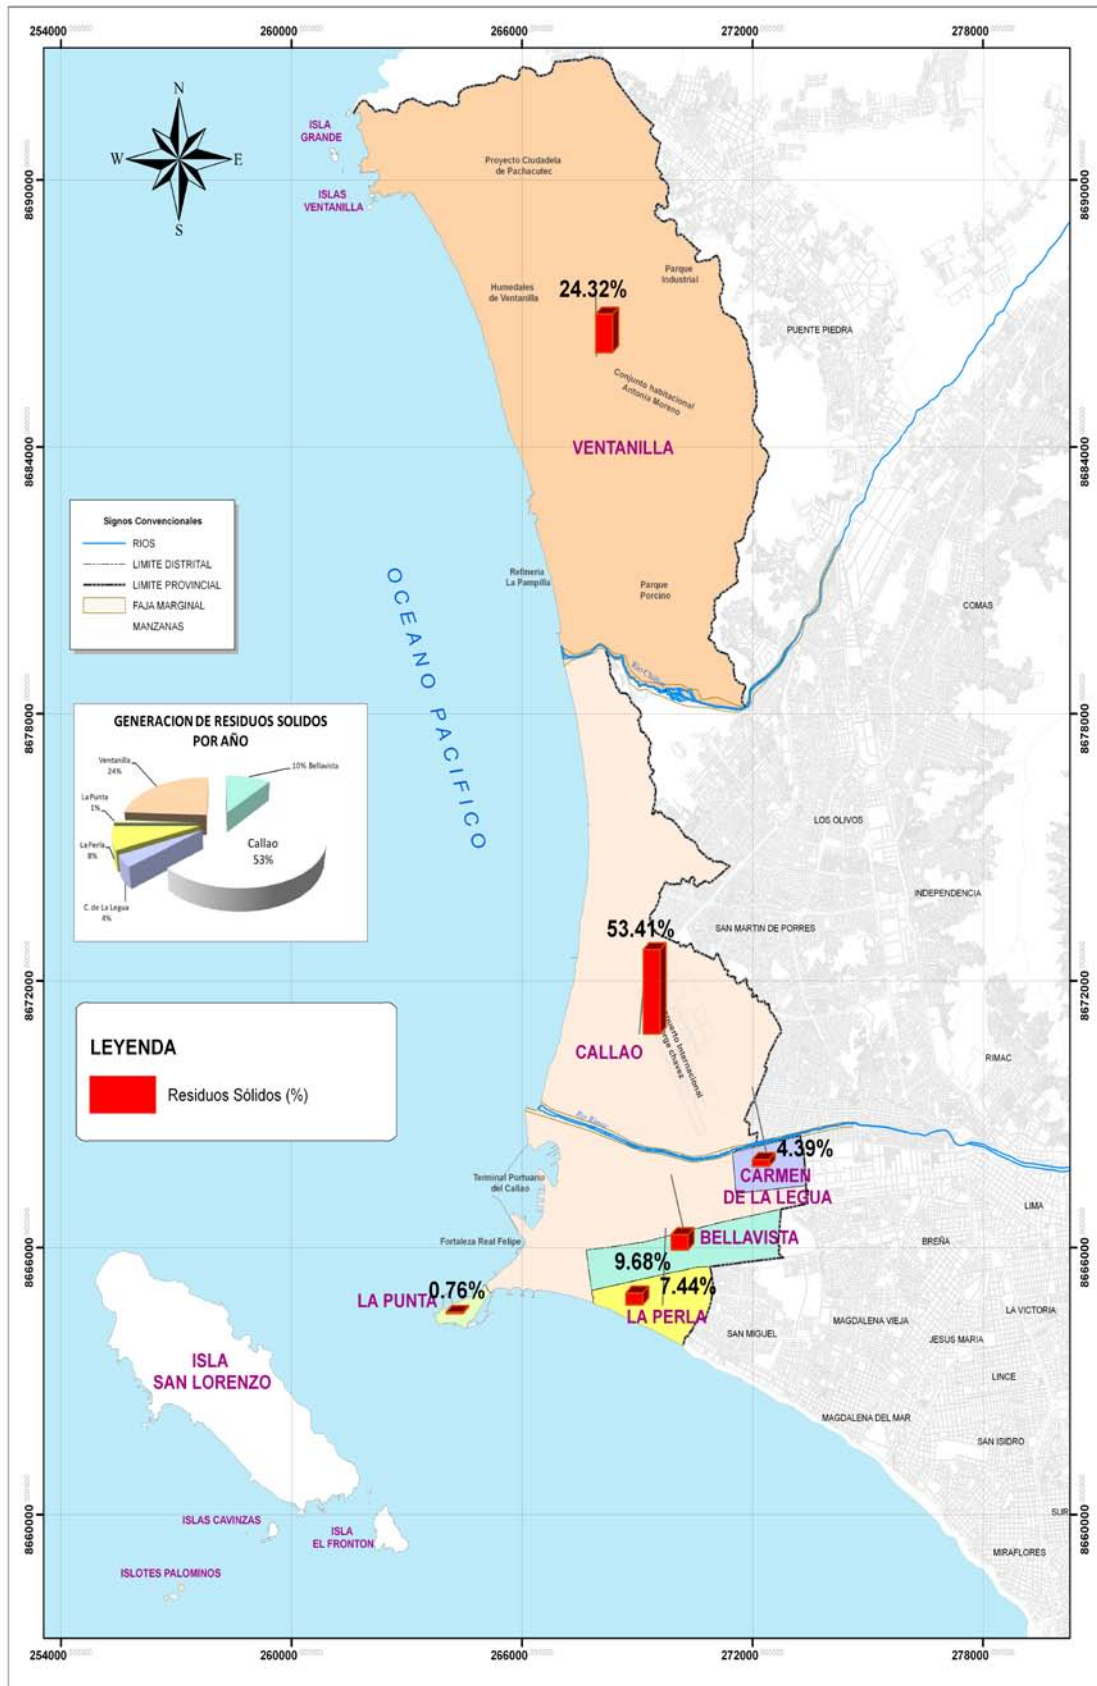 254000
260000
266000
272000
278000
N
W
E
S
ISLA
GRANDE
ISLAS
VENTANILLA
Proyecto Ciudadela
de Pachacutec
8690000
8690000
Parque
Industrial
Humedales
de Ventanilla
24.32%
PUENTE PIEDRA
Conjunto habitacional
Antonia Moreno
VENTANILLA
8684000
8684000
Signos Convencionales
RIOS
LIMITE DISTRITAL
LIMITE PROVINCIAL
FAJA MARGINAL
MANZANAS
OCEANO PACIFICO
Refineria
La Pampilla
Parque
Porcino
COMAS
Rio Chillon
8678000
8678000
GENERACION DE RESIDUOS SOLIDOS
POR AÑO
Ventanilla
24%
10% Bellavista
La Punta
1%
La Perla
8%
Callao
53%
C. de La Legua
4%
LOS OLIVOS
INDEPENDENCIA
SAN MARTIN DE PORRES
53.41%
8672000
8672000
LEYENDA
Residuos Sólidos (%)
CALLAO
Internacional
chavez
RIMAC
Rio Rimac
4.39%
CARMEN
DE LA LEGUA
Terminal Portuario
del Callao
LIMA
Fortaleza Real Felipe
BELLAVISTA
BREÑA
8666000
8666000
9.68%
7.44%
0.76%
LA PUNTA
LA PERLA
SAN MIGUEL
MAGDALENA VIEJA
LA VICTORIA
JESUS MARIA
ISLA
SAN LORENZO
LINCE
MAGDALENA DEL MAR
SAN ISIDRO
8660000
8660000
ISLAS CAVINZAS
ISLA
EL FRONTON
SUR
MIRAFLORES
ISLOTES PALOMINOS
254000
260000
266000
272000
278000